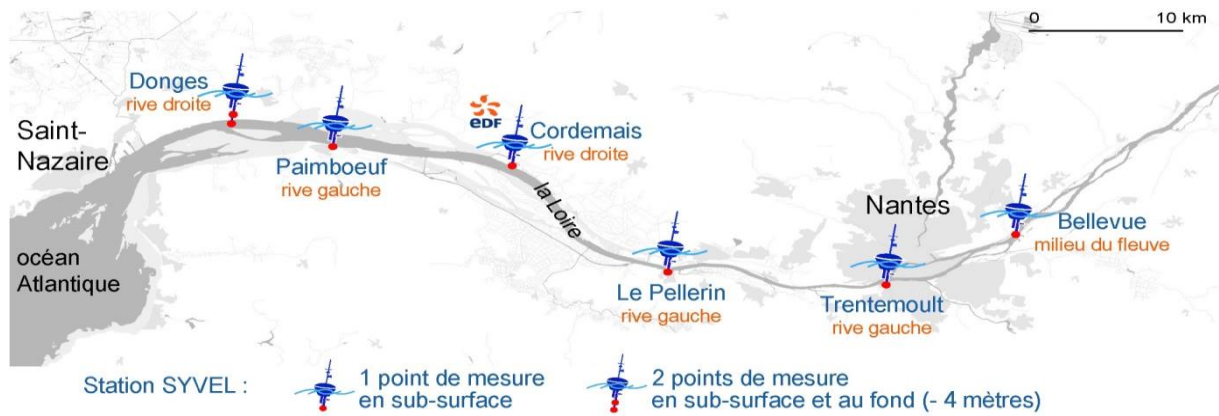 0 10 km
Donges
rive droite
Saint-
Nazaire
Paimboeuf
rive gauche
eDF
Cordemais
rive droite
la Loire
océan
Atlantique
Le Pellerin
rive gauche
Nantes
Trentemoult
rive gauche
Bellevue
milieu du fleuve
Station SYVEL :
1 point de mesure
en sub-surface
2 points de mesure
en sub-surface et au fond (- 4 mètres)